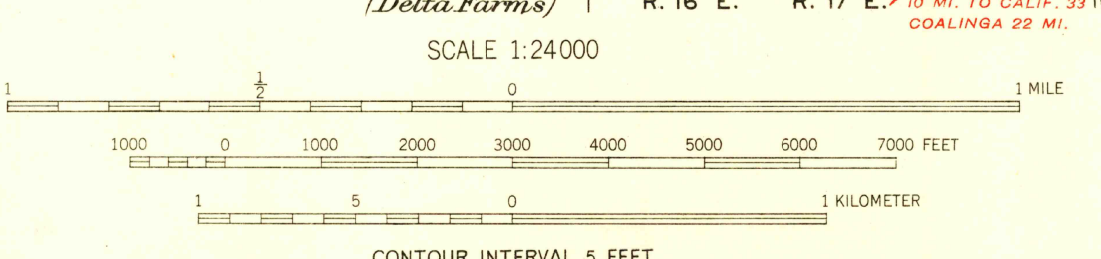 (Delta Farms) R. 16 E. R. 17 E. 10 MI. TO CALIF. 33
COALINGA 22 MI.
SCALE 1:24000
1 1/2 0 1 MILE
1000 0 1000 2000 3000 4000 5000 6000 7000 FEET
1 5 0 1 KILOMETER
CONTOUR INTERVAL 5 FEET